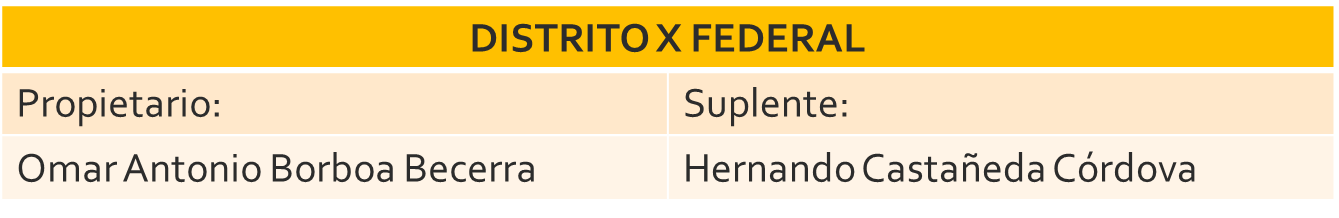 DISTRITO X FEDERAL
Propietario: Suplente:
Omar Antonio Borboa Becerra Hernando Castañeda Córdova